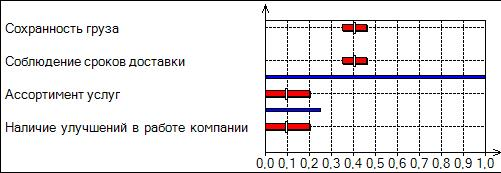 Сохранность груза
Соблюдение сроков доставки
Ассортимент услуг
Наличие улучшений в работе компании
0,0 0,1 0,2 0,3 0,4 0,5 0,6 0,7 0,8 0,9 1,0